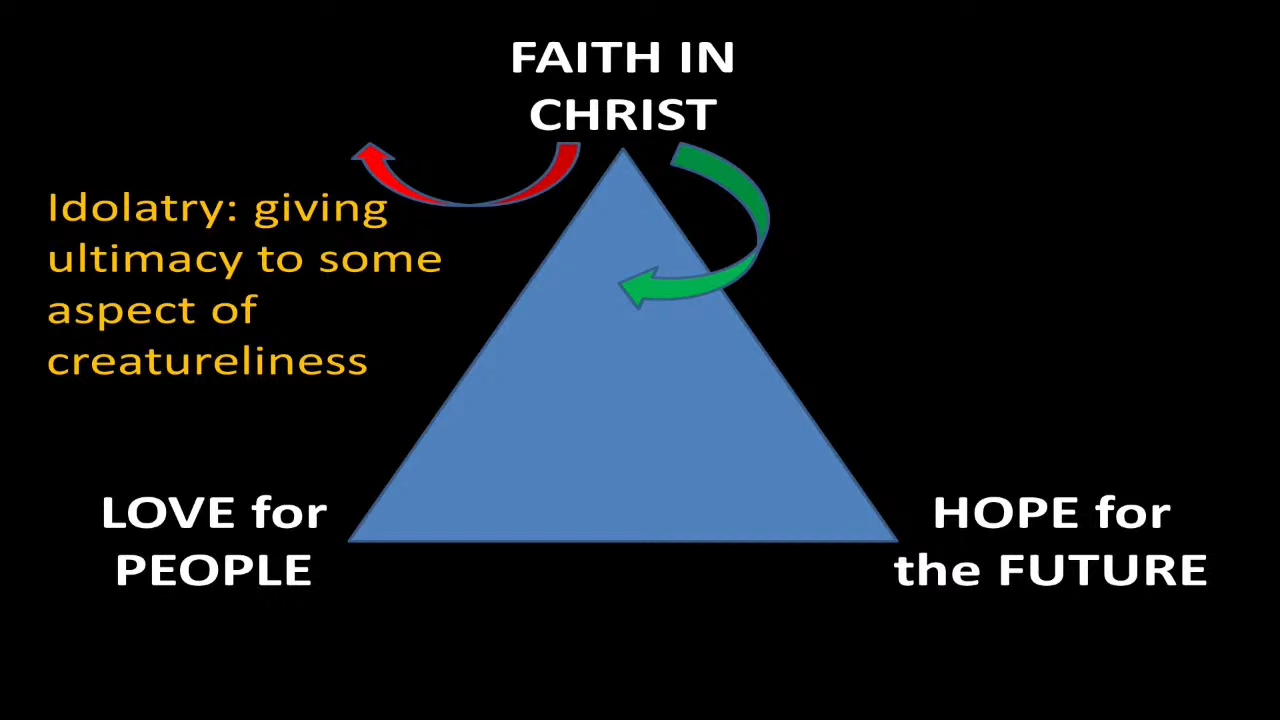 FAITH IN
CHRIST
Idolatry: giving
ultimacy to some
aspect of
creatureliness
LOVE for
PEOPLE
HOPE for
the FUTURE